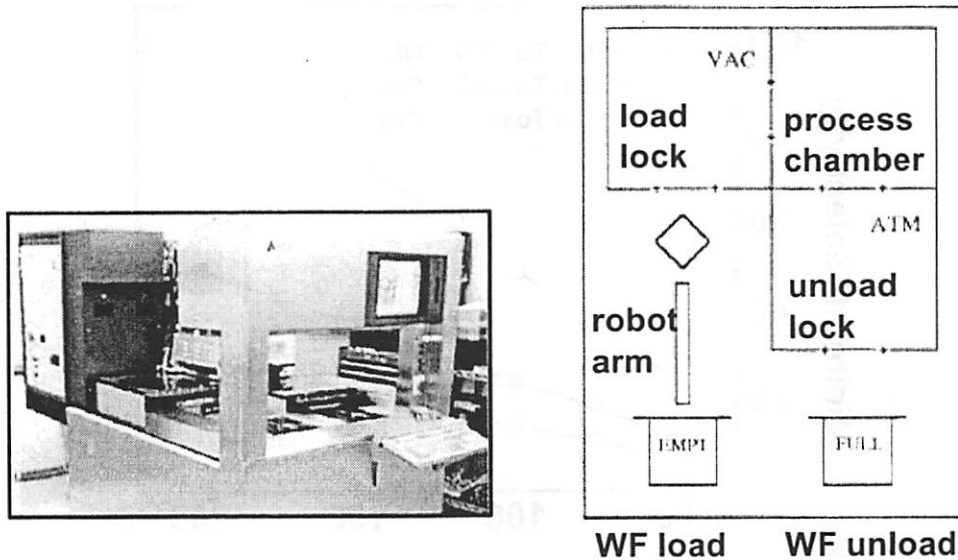 VAC
load
lock
process
chamber
ATM
unload
lock
robot
arm
EMPT
FULL
WF load
WF unload